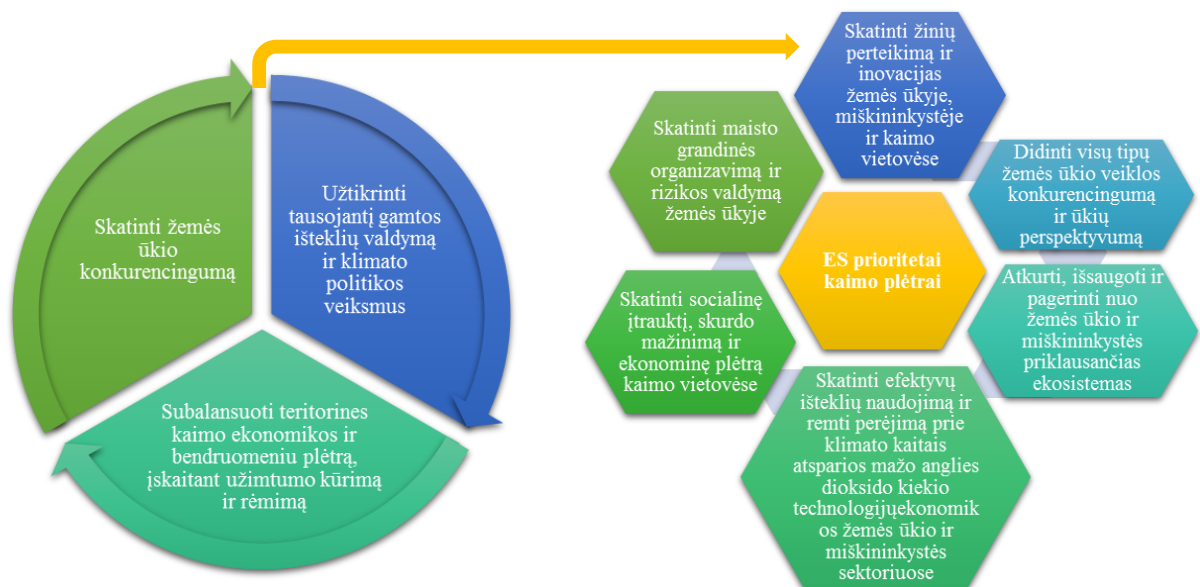 Skatinti žemės
ūkio
konkurencingumą
Užtikrinti
tausojantį gamtos
išteklių valdymą
ir klimato
politikos
veiksmus
Subalansuoti teritorines
kaimo ekonomikos ir
bendruomeniu plėtrą,
įskaitant užimtumo kūrimą
ir rėmimą
Skatinti žinių
perteikimą ir
inovacijas
žemės ūkyje,
miškininkystėje
ir kaimo
vietovėse
Didinti visų tipų
žemės ūkio veiklos
konkurencingumą
ir ūkių
perspektyvumą
Atkurti, išsaugoti ir
pagerinti nuo
žemės ūkio ir
miškininkystės
priklausančias
ekosistemas
Skatinti efektyvų
išteklių naudojimą ir
remti perėjimą prie
klimato kaitais
atsparios mažo anglies
dioksido kiekio
technologijųekonomik
os žemės ūkio ir
miškininkystės
sektoriuose
Skatinti socialinę
įtrauktį, skurdo
mažinimą ir
ekonominę plėtrą
kaimo vietovėse
Skatinti maisto
grandinės
organizavimą ir
rizikos valdymą
žemės ūkyje
ES prioritetai
kaimo plėtrai